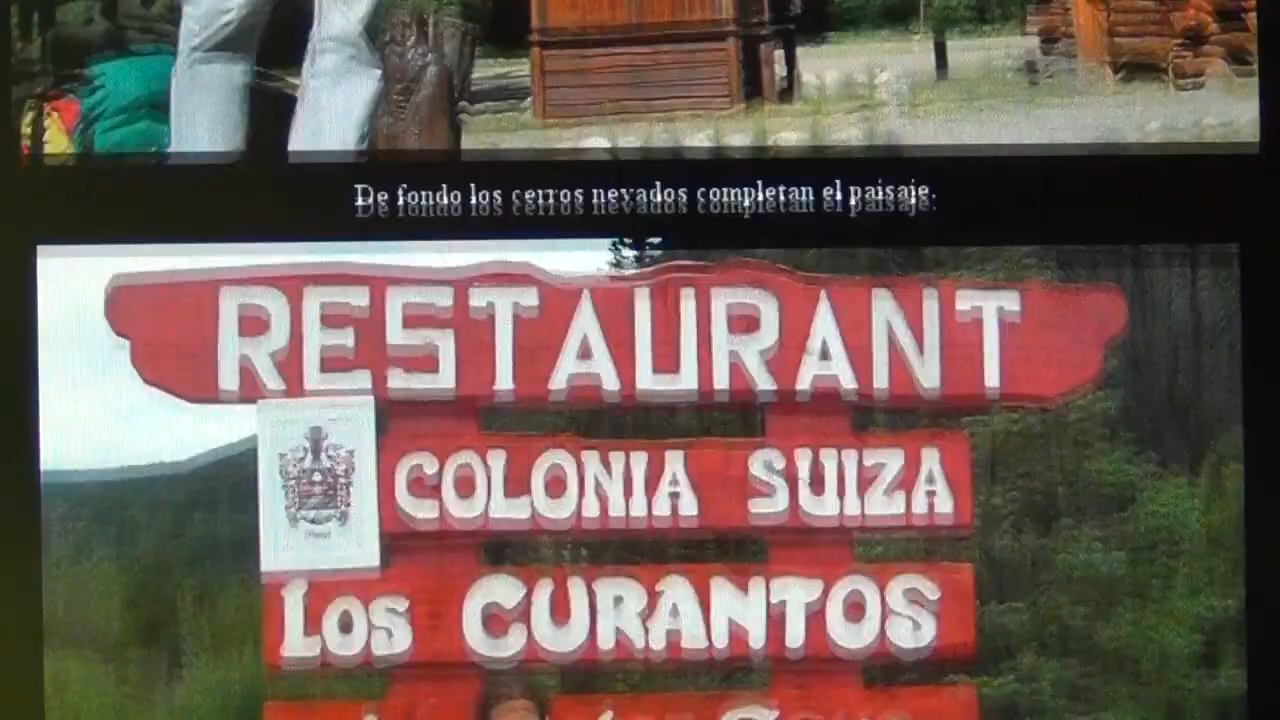 De fondo los cerros nevados completan el paisaje.
RESTAURANT
COLONIA SUIZA
LOS CURANTOS